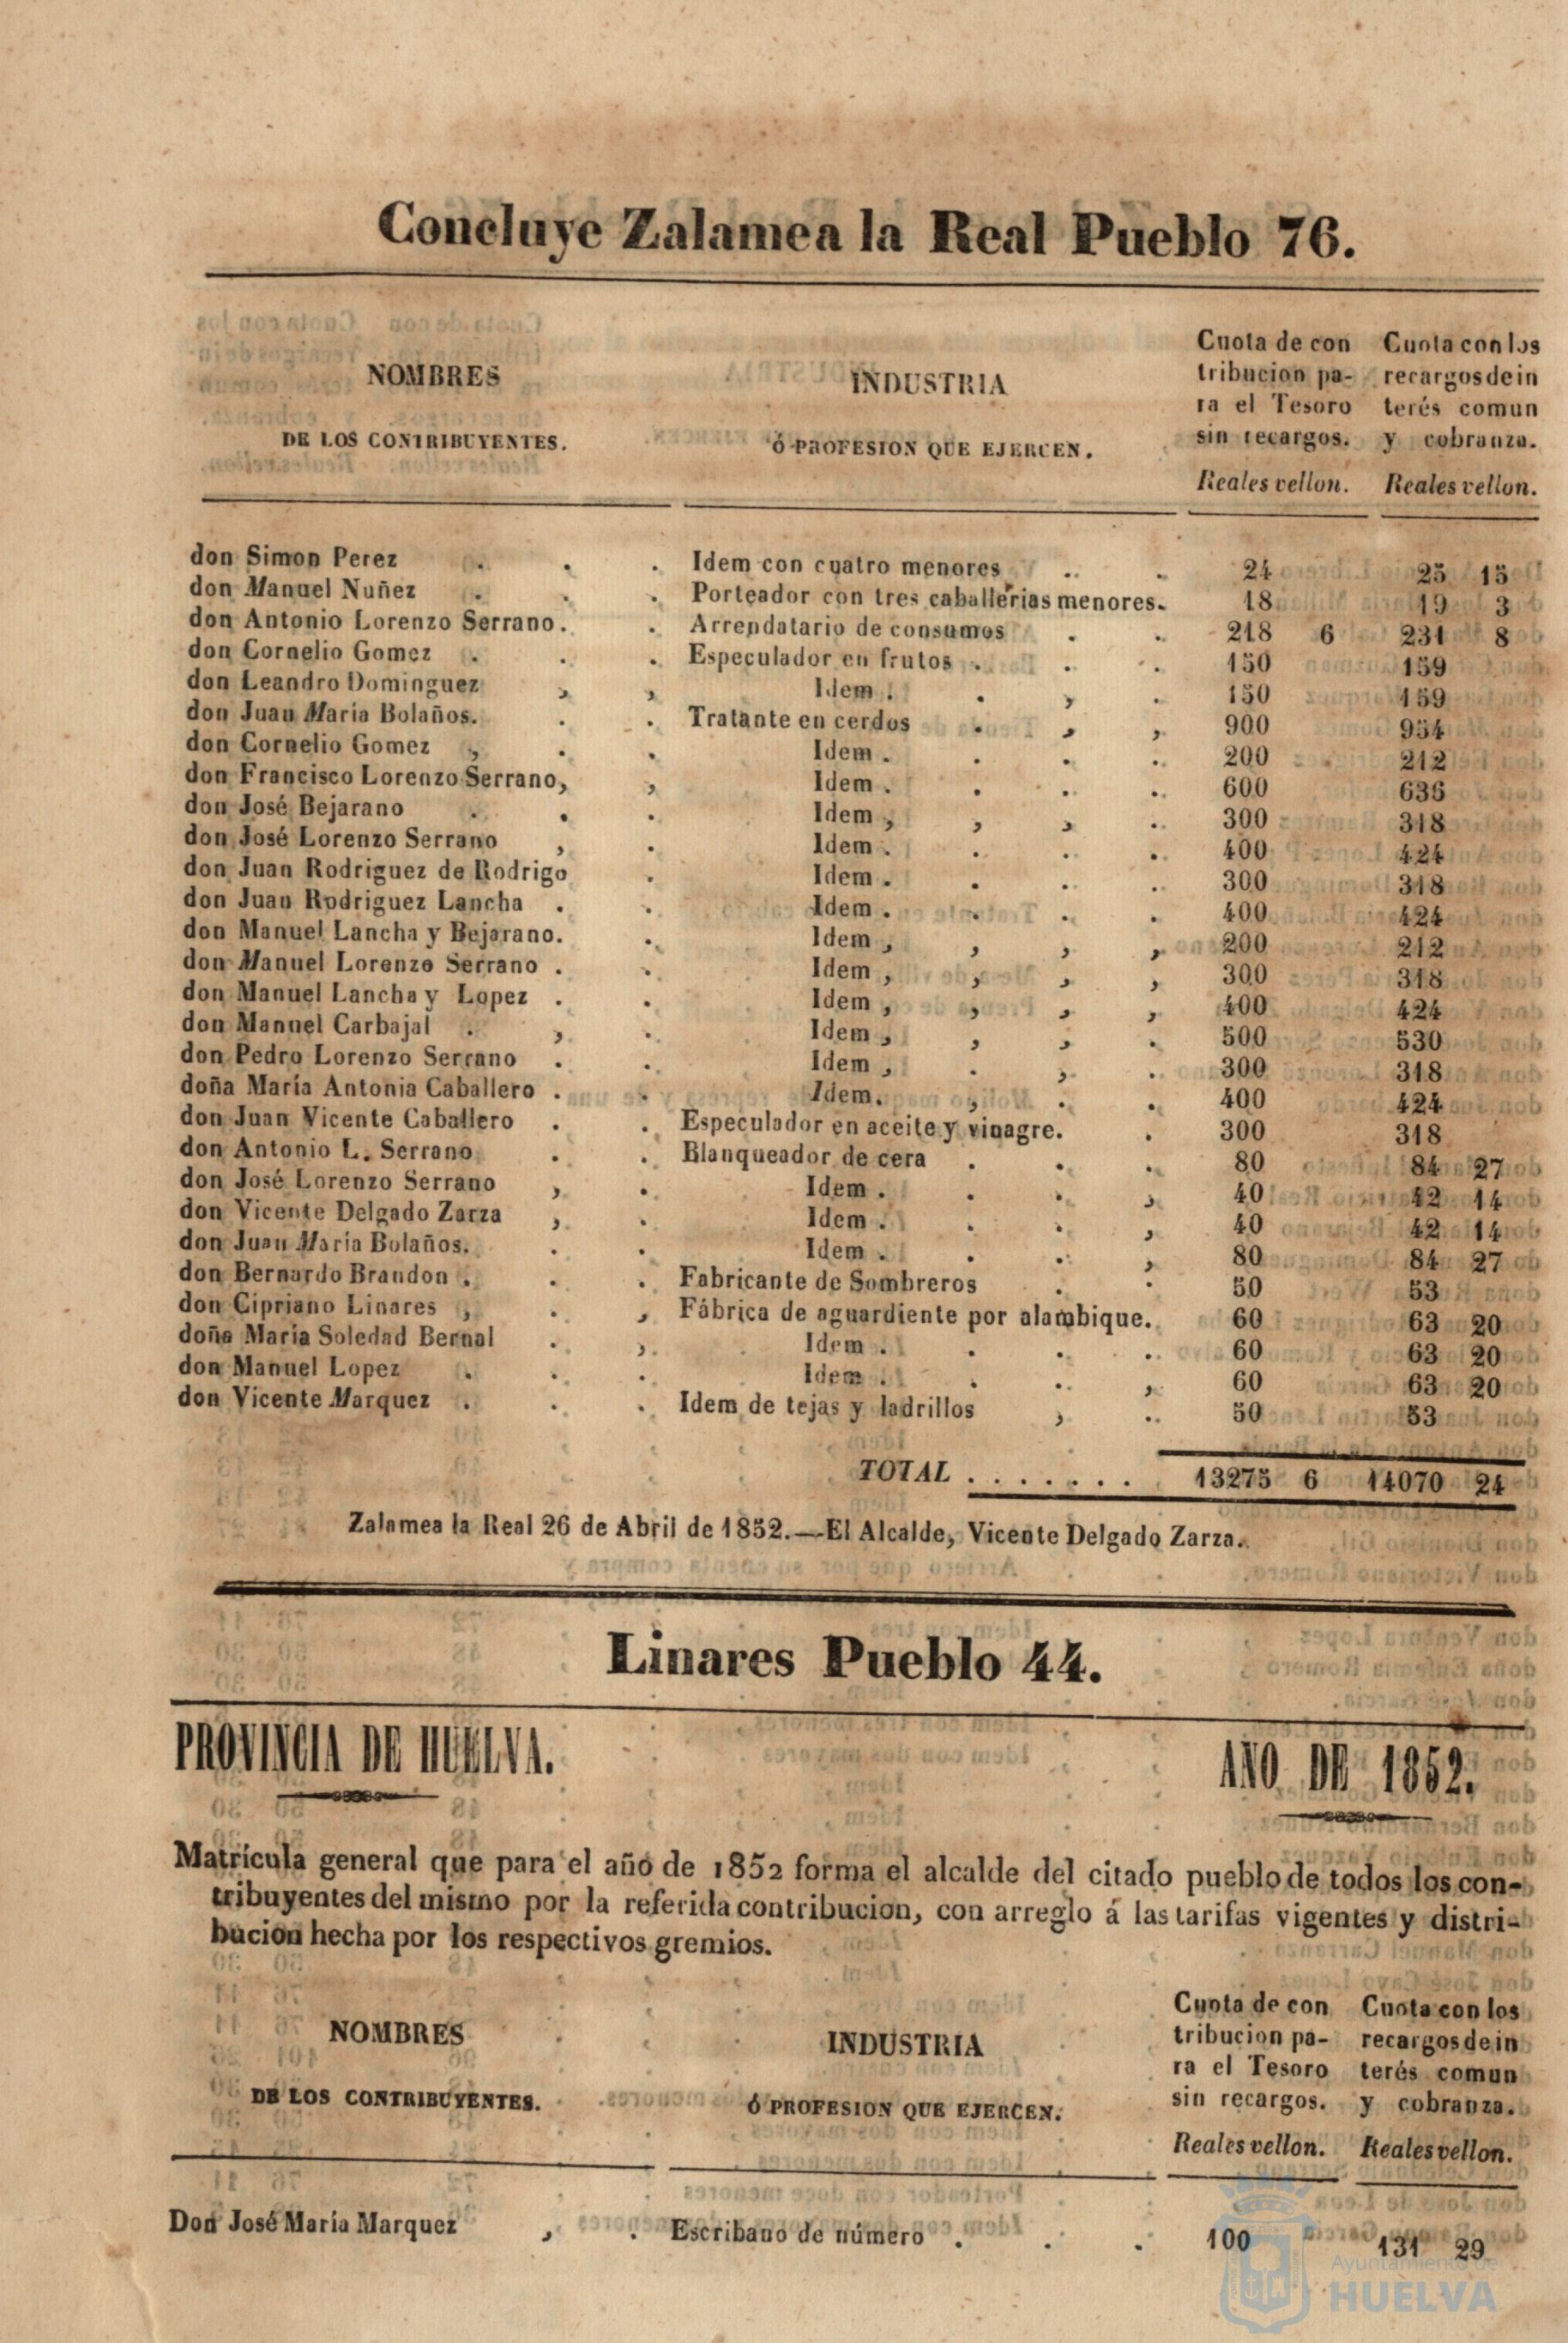 Concluye Zalamea la Real Pueblo 76.
NOMBRES
DE LOS CONTRIBUYENTES.
INDUSTRIA
Ó PROFESION QUE EJERCEN.
Cuota de con
tribucion pa-
ra el Tesoro
sin recargos.
Reales vellon.
Cuota con los
recargos de in
terés comun
y cobranza.
Reales vellon.
don Simon Perez . . . Idem con cuatro menores . . 24 25 15
don Manuel Nuñez . . . Porteador con tres caballerias menores. 18 19 3
don Antonio Lorenzo Serrano. . Arrendatario de consumos . . 218 6 231 8
don Cornelio Gomez . . . Especulador en frutos . . . 150 159
don Leandro Dominguez , , Idem . . , . 150 159
don Juan María Bolaños. . . Tratante en cerdos . , , 900 954
don Cornelio Gomez , . . Idem . . . . 200 212
don Francisco Lorenzo Serrano, , Idem . . . . 600 636
don José Bejarano . . . Idem , , , . 300 318
don José Lorenzo Serrano , . Idem . . . . 400 424
don Juan Rodriguez de Rodrigo . Idem . . . . 300 318
don Juan Rodriguez Lancha . . Idem . . . . 400 424
don Manuel Lancha y Bejarano. . Idem , , , , 200 212
don Manuel Lorenzo Serrano . . Idem , , , , 300 318
don Manuel Lancha y Lopez . . Idem , , , , 400 424
don Manuel Carbajal . , . Idem , , , . 500 530
don Pedro Lorenzo Serrano . . Idem , . , . 300 318
doña María Antonia Caballero . . Idem. , . . 400 424
don Juan Vicente Caballero . . Especulador en aceite y vinagre. . 300 318
don Antonio L. Serrano . . Blanqueador de cera . . . 80 84 27
don José Lorenzo Serrano , . Idem . . . , 40 42 14
don Vicente Delgado Zarza , . Idem . . . , 40 42 14
don Juan María Bolaños. . . Idem . . . , 80 84 27
don Bernardo Brandon . . . Fabricante de Sombreros . . 50 53
don Cipriano Linares , . , Fábrica de aguardiente por alambique. 60 63 20
doña María Soledad Bernal . , Idem . . . . 60 63 20
don Manuel Lopez . . . Idem . . . , 60 63 20
don Vicente Marquez . . . Idem de tejas y ladrillos , . 50 53
TOTAL . . . . . . . 13275 6 14070 24
Zalamea la Real 26 de Abril de 1852.—El Alcalde, Vicente Delgado Zarza.
Linares Pueblo 44.
PROVINCIA DE HUELVA.
AÑO DE 1852.
Matrícula general que para el año de 1852 forma el alcalde del citado pueblo de todos los con-
tribuyentes del mismo por la referida contribucion, con arreglo á las tarifas vigentes y distri-
bucion hecha por los respectivos gremios.
NOMBRES
DE LOS CONTRIBUYENTES.
INDUSTRIA
Ó PROFESION QUE EJERCEN.
Cuota de con
tribucion pa-
ra el Tesoro
sin recargos.
Reales vellon.
Cuota con los
recargos de in
terés comun
y cobranza.
Reales vellon.
Don José María Marquez , . Escribano de número . . . 100 131 29
Ayuntamiento de
HUELVA